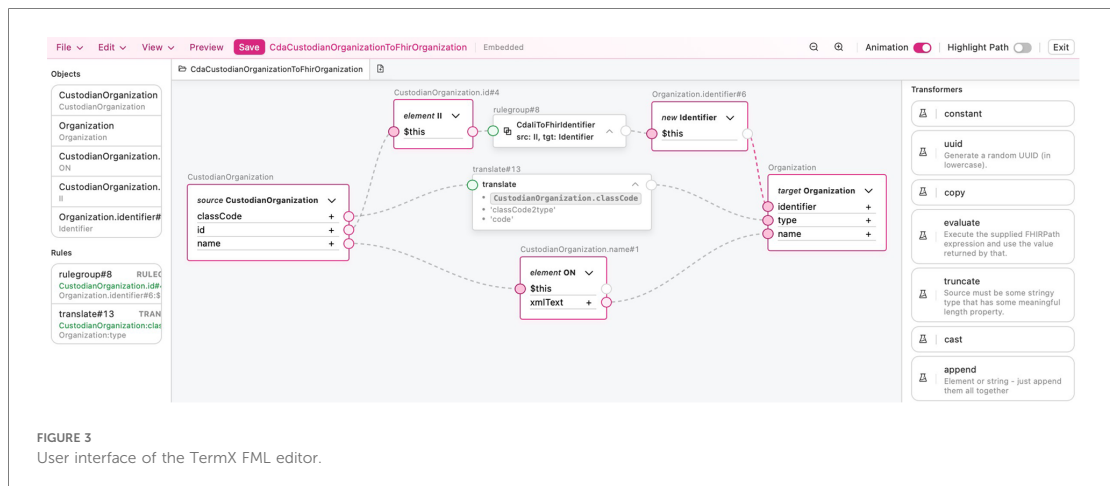 File Edit View Preview Save CdaCustodianOrganizationToFhirOrganization Embedded Animation Highlight Path Exit
Objects
CustodianOrganization
CustodianOrganization
Organization
Organization
CustodianOrganization.
ON
CustodianOrganization.
II
Organization.identifier#
Identifier
Rules
rulegroup#8 RULEG
CustodianOrganization.id#4
Organization.identifier#6:$
translate#13 TRAN
CustodianOrganization:clas
Organization:type
CdaCustodianOrganizationToFhirOrganization
CustodianOrganization
source CustodianOrganization
classCode +
id +
name +
CustodianOrganization.id#4
element II
$this
rulegroup#8
CdaIiToFhirIdentifier
src: II, tgt: Identifier
Organization.identifier#6
new Identifier
$this
translate#13
translate
• CustodianOrganization.classCode
• 'classCode2type'
• 'code'
CustodianOrganization.name#1
element ON
$this
xmlText +
Organization
target Organization
identifier +
type +
name +
Transformers
constant
uuid
Generate a random UUID (in
lowercase).
copy
evaluate
Execute the supplied FHIRPath
expression and use the value
returned by that.
truncate
Source must be some stringy
type that has some meaningful
length property.
cast
append
Element or string - just append
them all together
FIGURE 3
User interface of the TermX FML editor.